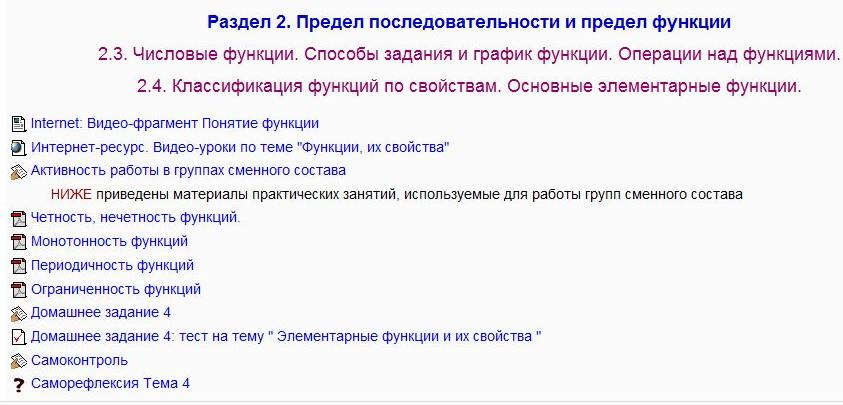 Раздел 2. Предел последовательности и предел функции
2.3. Числовые функции. Способы задания и график функции. Операции над функциями.
2.4. Классификация функций по свойствам. Основные элементарные функции.
Internet: Видео-фрагмент Понятие функции
Интернет-ресурс. Видео-уроки по теме "Функции, их свойства"
Активность работы в группах сменного состава
НИЖЕ приведены материалы практических занятий, используемые для работы групп сменного состава
Четность, нечетность функций.
Монотонность функций
Периодичность функций
Ограниченность функций
Домашнее задание 4
Домашнее задание 4: тест на тему " Элементарные функции и их свойства "
Самоконтроль
Саморефлексия Тема 4